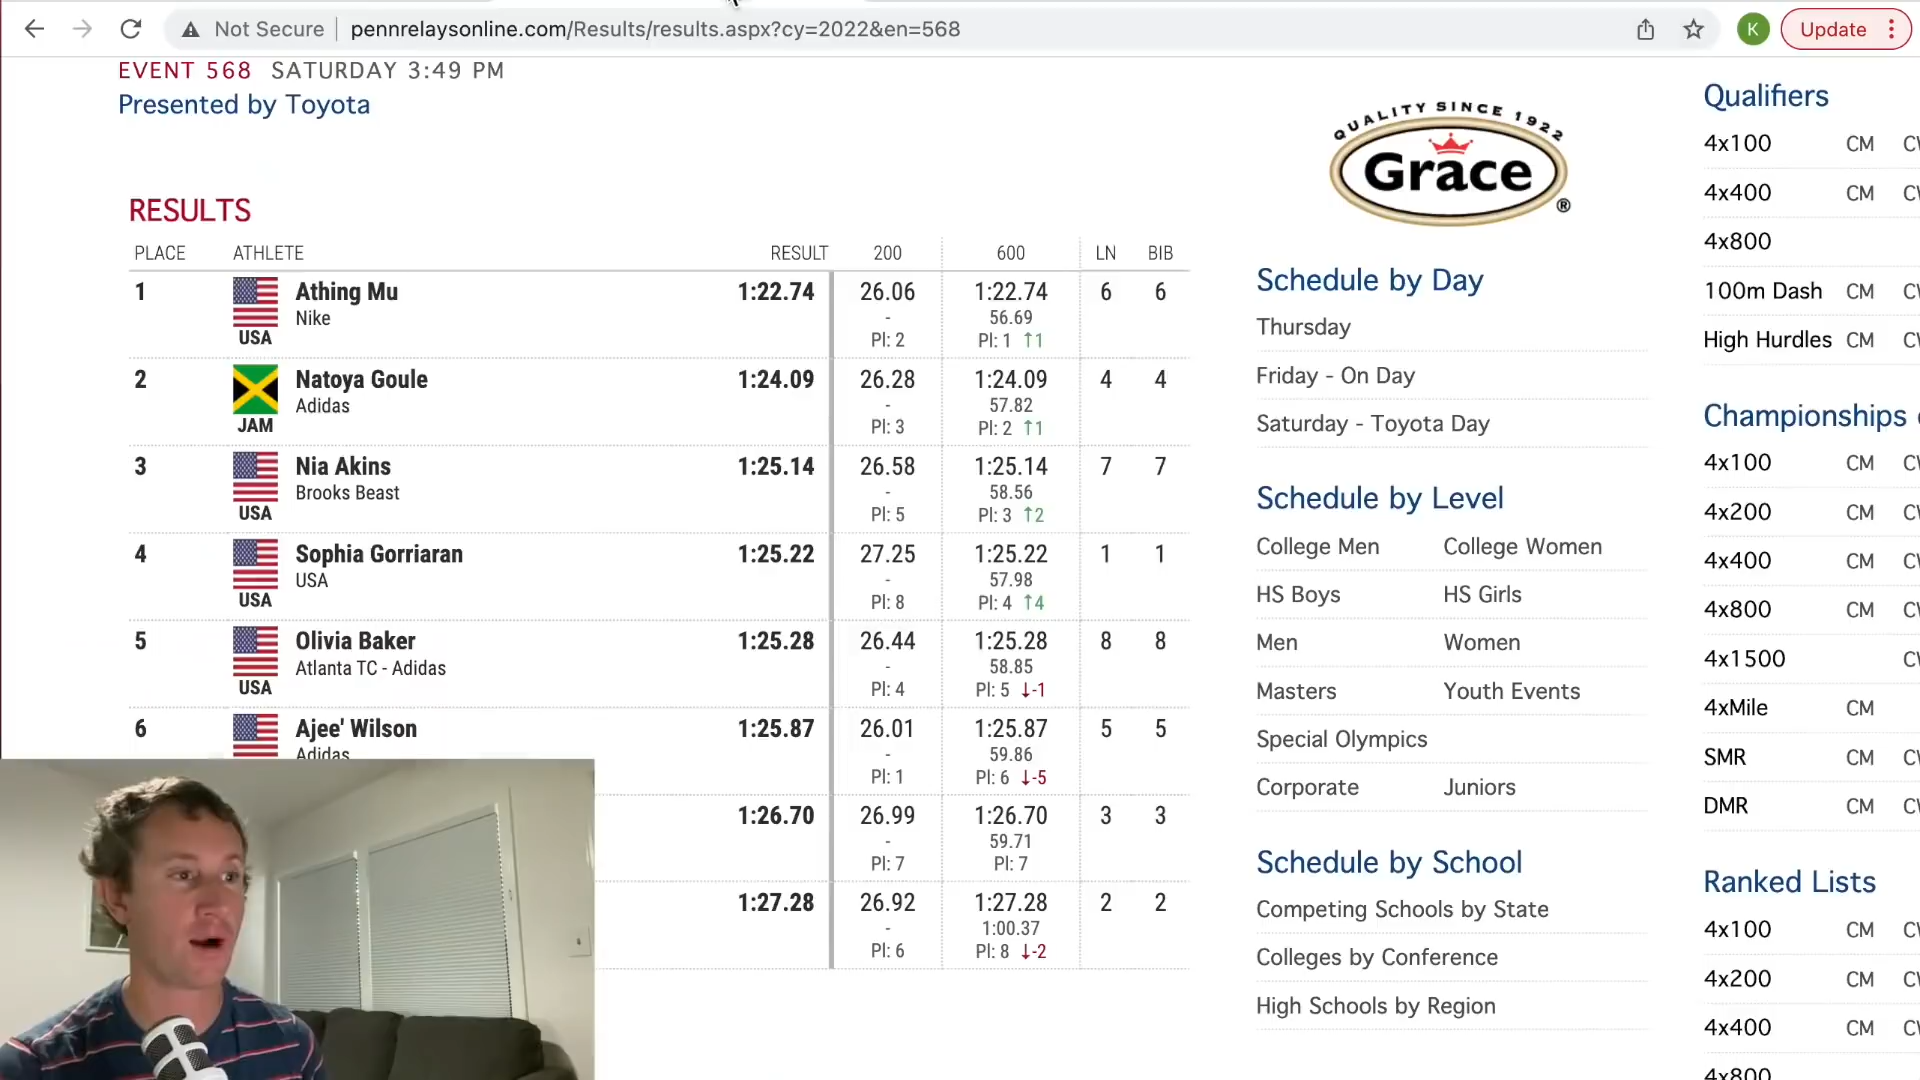 Not Secure
pennrelaysonline.com/Results/results.aspx?cy=2022&en=568
K
Update
EVENT 568 SATURDAY 3:49 PM
Presented by Toyota
RESULTS
PLACE ATHLETE RESULT 200 600 LN BIB
1 Athing Mu 1:22.74 26.06 1:22.74 6 6
Nike - 56.69
USA Pl: 2 Pl: 1 ↑1
2 Natoya Goule 1:24.09 26.28 1:24.09 4 4
Adidas - 57.82
JAM Pl: 3 Pl: 2 ↑1
3 Nia Akins 1:25.14 26.58 1:25.14 7 7
Brooks Beast - 58.56
USA Pl: 5 Pl: 3 ↑2
4 Sophia Gorriaran 1:25.22 27.25 1:25.22 1 1
USA - 57.98
USA Pl: 8 Pl: 4 ↑4
5 Olivia Baker 1:25.28 26.44 1:25.28 8 8
Atlanta TC - Adidas - 58.85
USA Pl: 4 Pl: 5 ↓-1
6 Ajee' Wilson 1:25.87 26.01 1:25.87 5 5
Adidas - 59.86
Pl: 1 Pl: 6 ↓-5
1:26.70 26.99 1:26.70 3 3
- 59.71
Pl: 7 Pl: 7
1:27.28 26.92 1:27.28 2 2
- 1:00.37
Pl: 6 Pl: 8 ↓-2
QUALITY SINCE 1922
Grace
®
Schedule by Day
Thursday
Friday - On Day
Saturday - Toyota Day
Schedule by Level
College Men College Women
HS Boys HS Girls
Men Women
Masters Youth Events
Special Olympics
Corporate Juniors
Schedule by School
Competing Schools by State
Colleges by Conference
High Schools by Region
Qualifiers
4x100 CM
4x400 CM
4x800
100m Dash CM
High Hurdles CM
Championships
4x100 CM
4x200 CM
4x400 CM
4x800 CM
4x1500
4xMile CM
SMR CM
DMR CM
Ranked Lists
4x100 CM
4x200 CM
4x400 CM
4x800